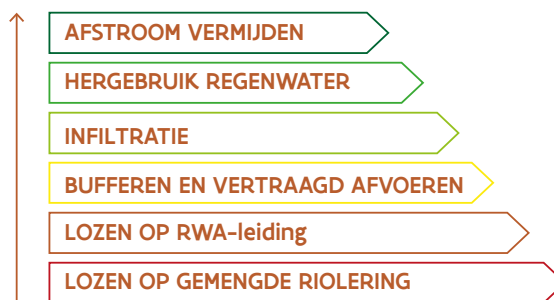 AFSTROOM VERMIJDEN
HERGEBRUIK REGENWATER
INFILTRATIE
BUFFEREN EN VERTRAAGD AFVOEREN
LOZEN OP RWA-leiding
LOZEN OP GEMENGDE RIOLERING